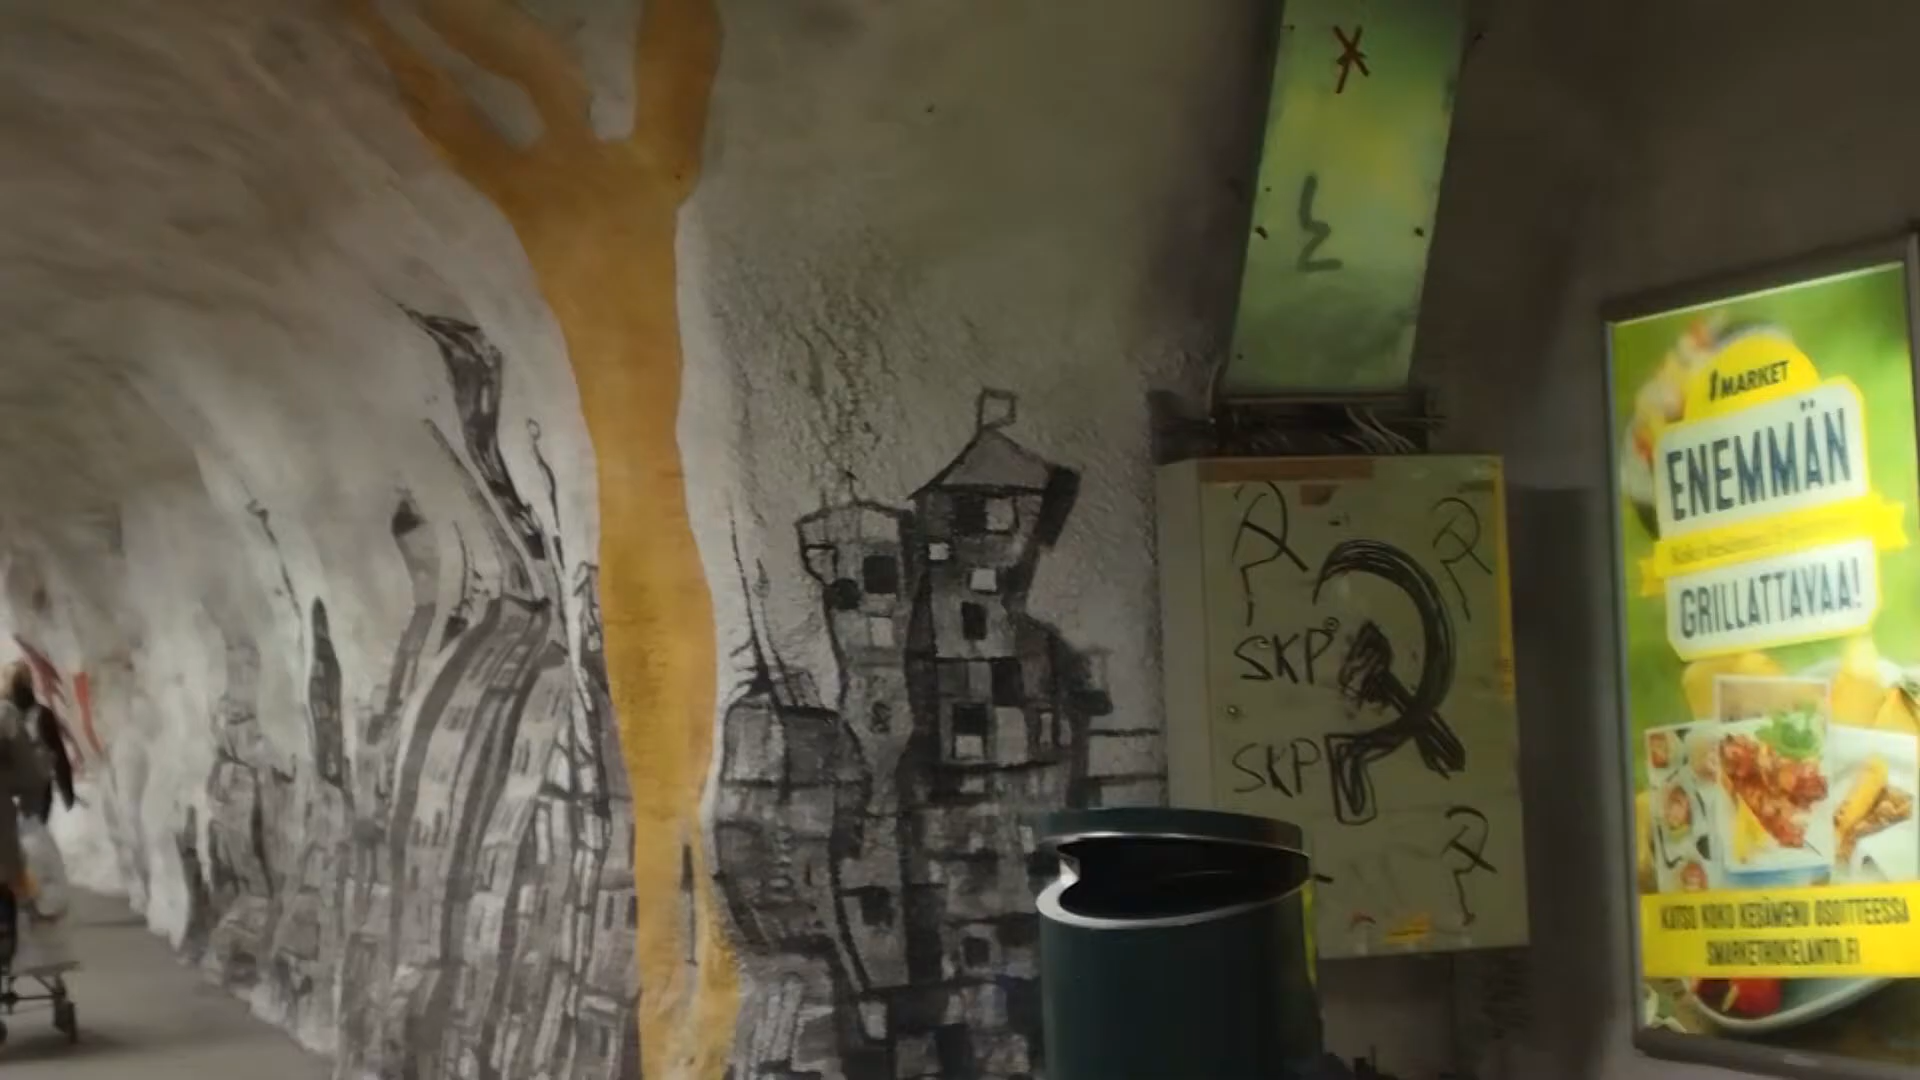 SKP
SKP
MARKET
ENEMMÄN
GRILLATTAVAA!
KATSO KOKO KESÄMENU OSOITTEESSA
SMARKETHOKELANTO.FI